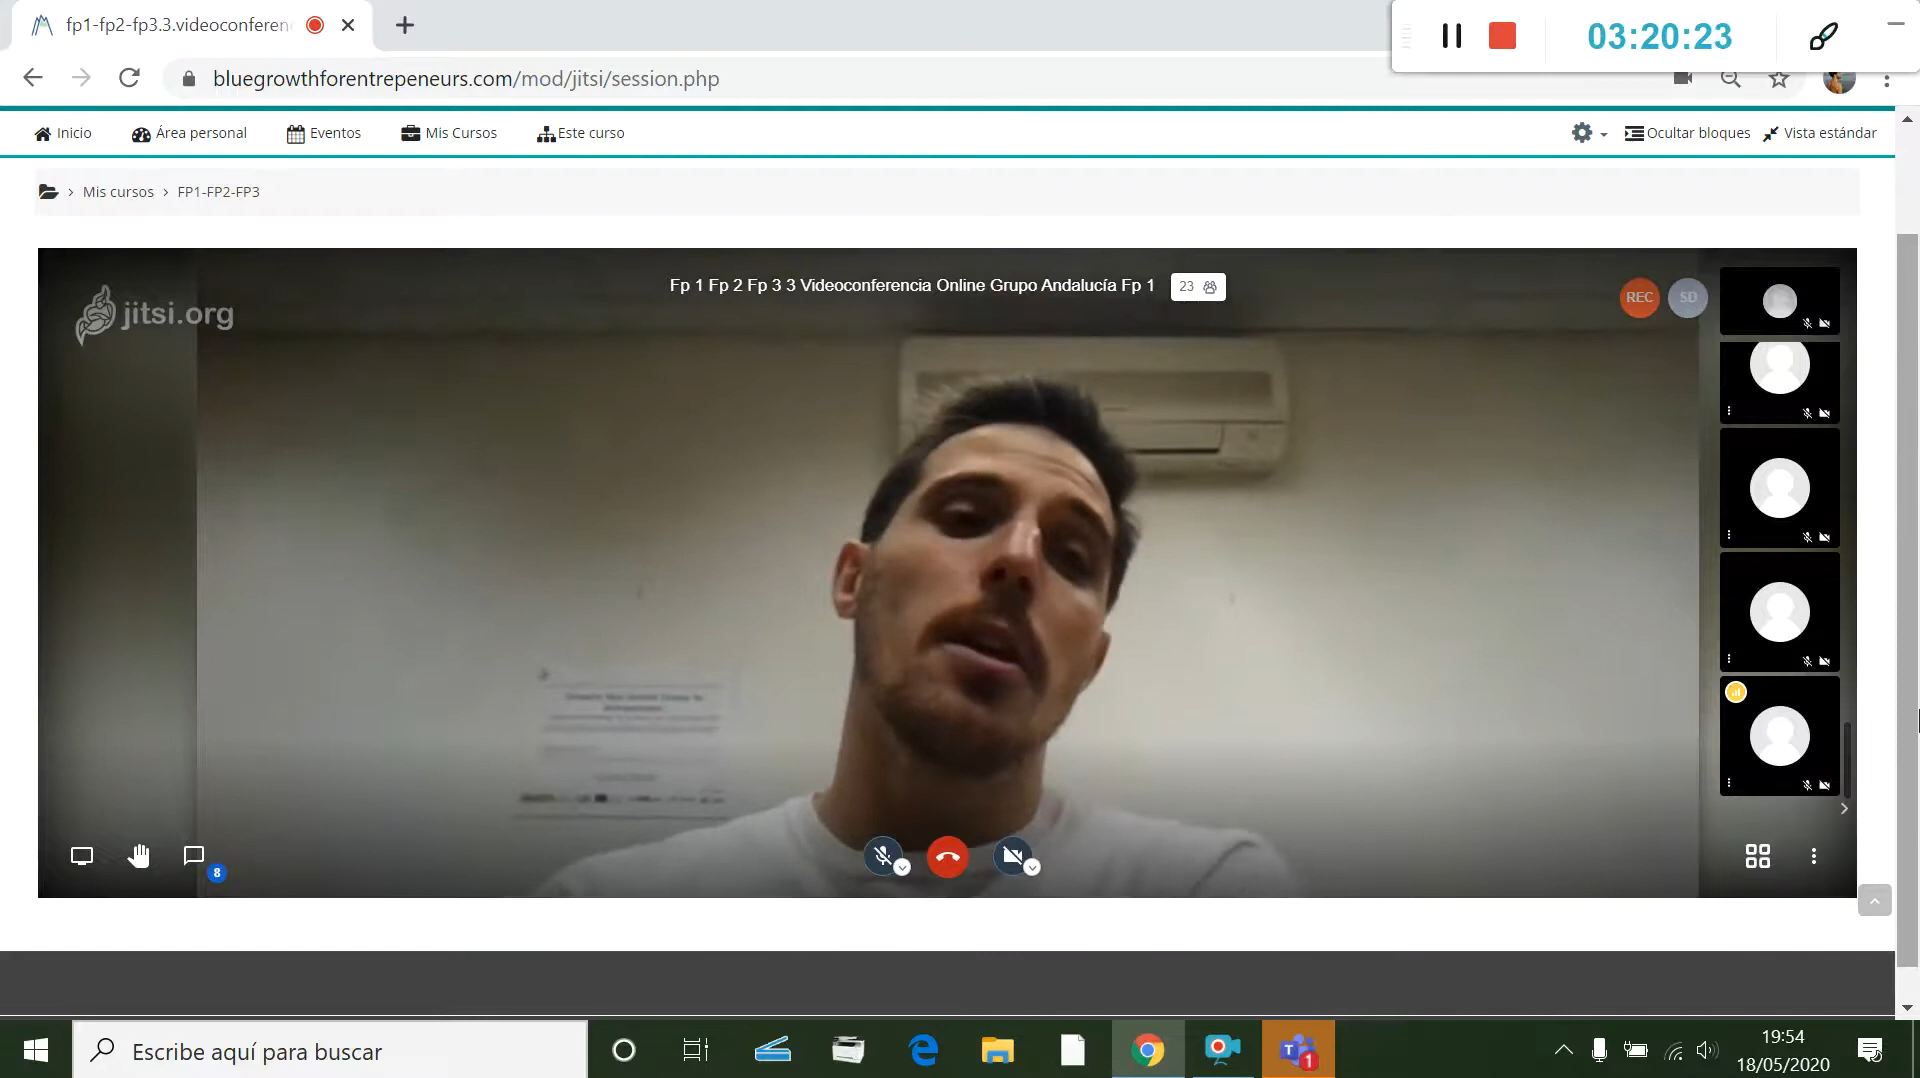 fp1-fp2-fp3.3.videoconferen
03:20:23
bluegrowthforentrepeneurs.com/mod/jitsi/session.php
Inicio
Área personal
Eventos
Mis Cursos
Este curso
Ocultar bloques
Vista estándar
Mis cursos
FP1-FP2-FP3
jitsi.org
Fp 1 Fp 2 Fp 3 3 Videoconferencia Online Grupo Andalucía Fp 1
23
REC
SD
8
Escribe aquí para buscar
1
19:54
18/05/2020